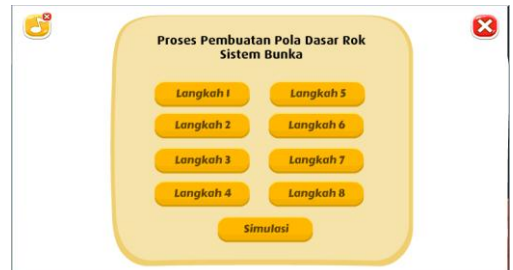 Proses Pembuatan Pola Dasar Rok
Sistem Bunka
Langkah 1
Langkah 5
Langkah 2
Langkah 6
Langkah 3
Langkah 7
Langkah 4
Langkah 8
Simulasi